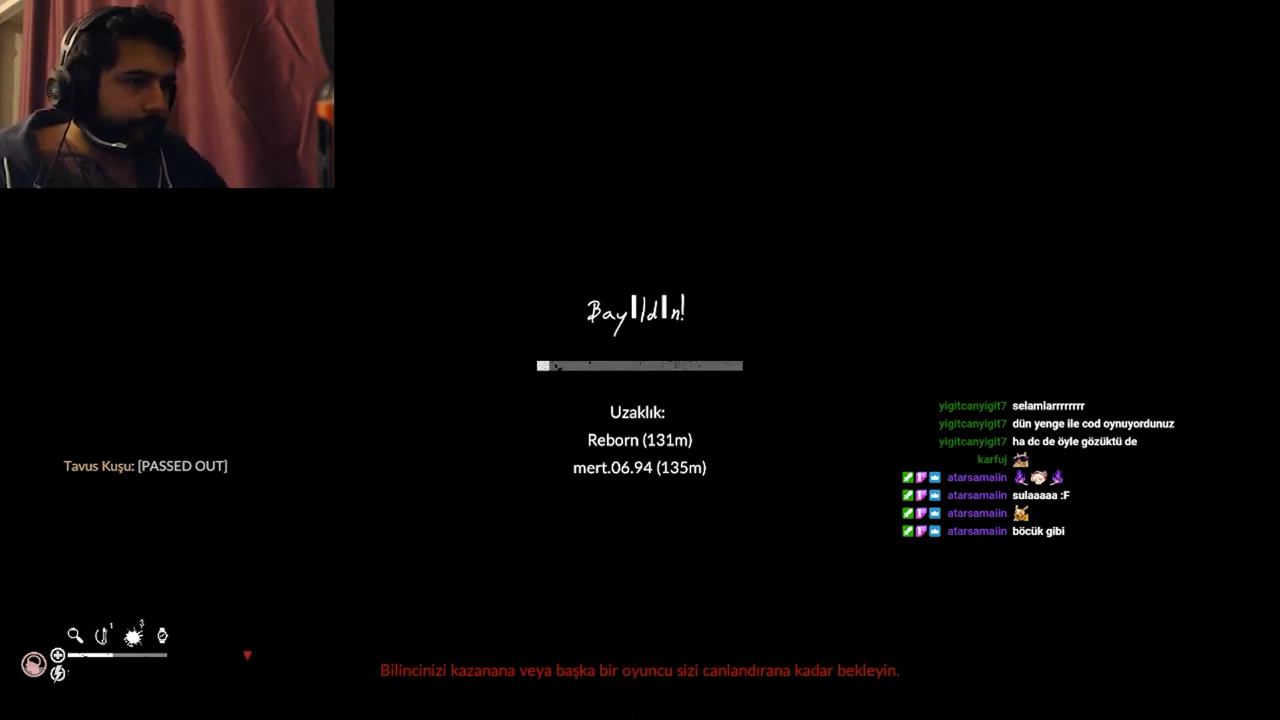 Bayıldın!
Uzaklık:
Reborn (131m)
mert.06.94 (135m)
Tavus Kuşu: [PASSED OUT]
yigitcanyigit7 selamlarrrrrrrr
yigitcanyigit7 dün yenge ile cod oynuyordunuz
yigitcanyigit7 ha dc de öyle gözüktü de
karfuj
atarsamaiin
atarsamaiin sulaaaaa :F
atarsamaiin
atarsamaiin böcük gibi
1
3
Bilincinizi kazanana veya başka bir oyuncu sizi canlandırana kadar bekleyin.